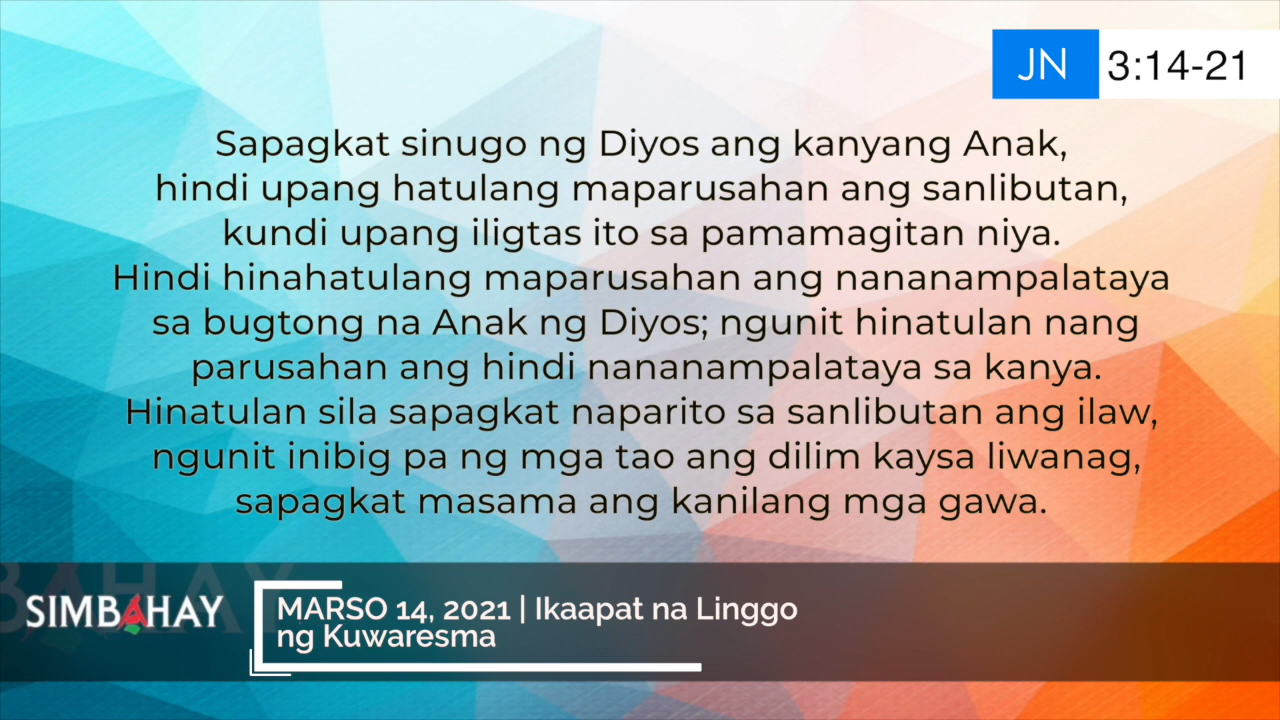 JN 3:14-21
Sapagkat sinugo ng Diyos ang kanyang Anak,
hindi upang hatulang maparusahan ang sanlibutan,
kundi upang iligtas ito sa pamamagitan niya.
Hindi hinahatulang maparusahan ang nananampalataya
sa bugtong na Anak ng Diyos; ngunit hinatulan nang
parusahan ang hindi nananampalataya sa kanya.
Hinatulan sila sapagkat naparito sa sanlibutan ang ilaw,
ngunit inibig pa ng mga tao ang dilim kaysa liwanag,
sapagkat masama ang kanilang mga gawa.
SIMBAHAY
MARSO 14, 2021 | Ikaapat na Linggo
ng Kuwaresma